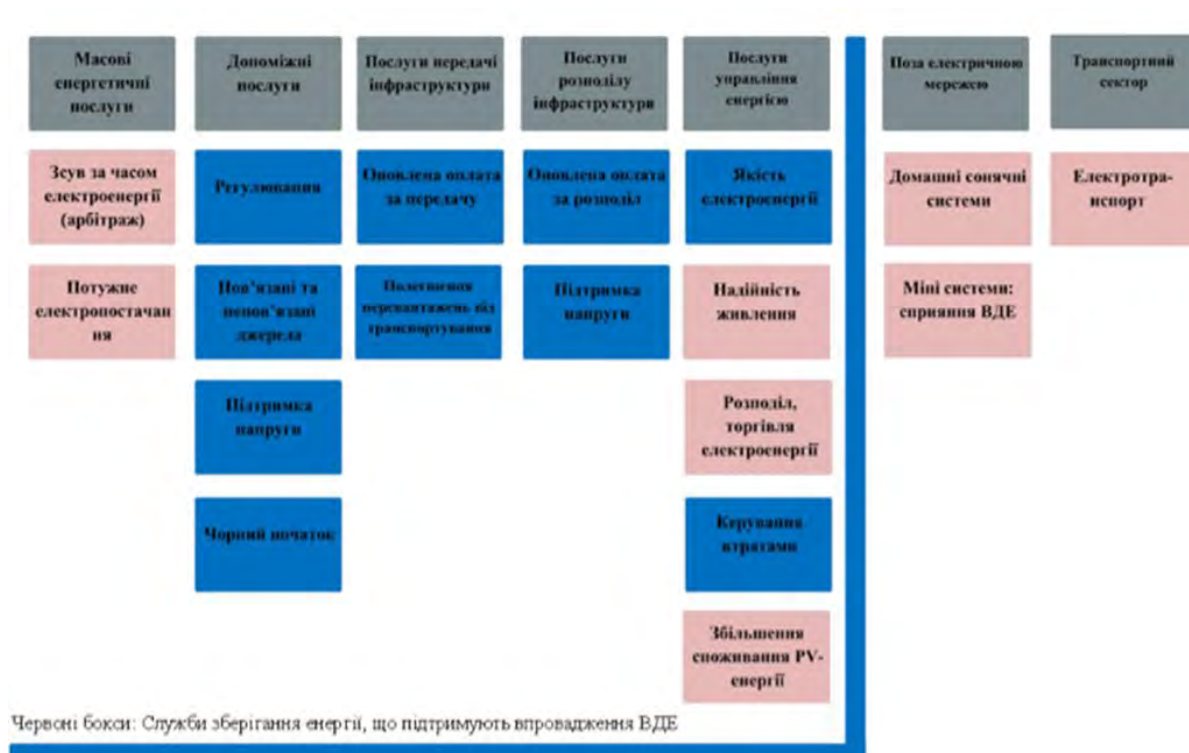 Масові
енергетичні
послуги
Допоміжні
послуги
Послуги передачі
інфраструктури
Послуги
розподілу
інфраструктури
Послуги
управління
енергією
Поза електричною
мережею
Транспортний
сектор
Зсув за часом
електроенергії
(арбітраж)
Регулювання
Оновлена оплата
за передачу
Оновлена оплата
за розподіл
Якість
електроенергії
Домашні сонячні
системи
Електротра-
нспорт
Потужне
електропостачан
ня
Пов’язані та
непов’язані
джерела
Полегшення
перевантажень від
транспортування
Підтримка
напруги
Надійність
живлення
Міні системи:
сприяння ВДЕ
Підтримка
напруги
Розподіл,
торгівля
електроенергії
Чорний початок
Керування
втратами
Збільшення
споживання PV-
енергії
Червоні бокси: Служби зберігання енергії, що підтримують впровадження ВДЕ